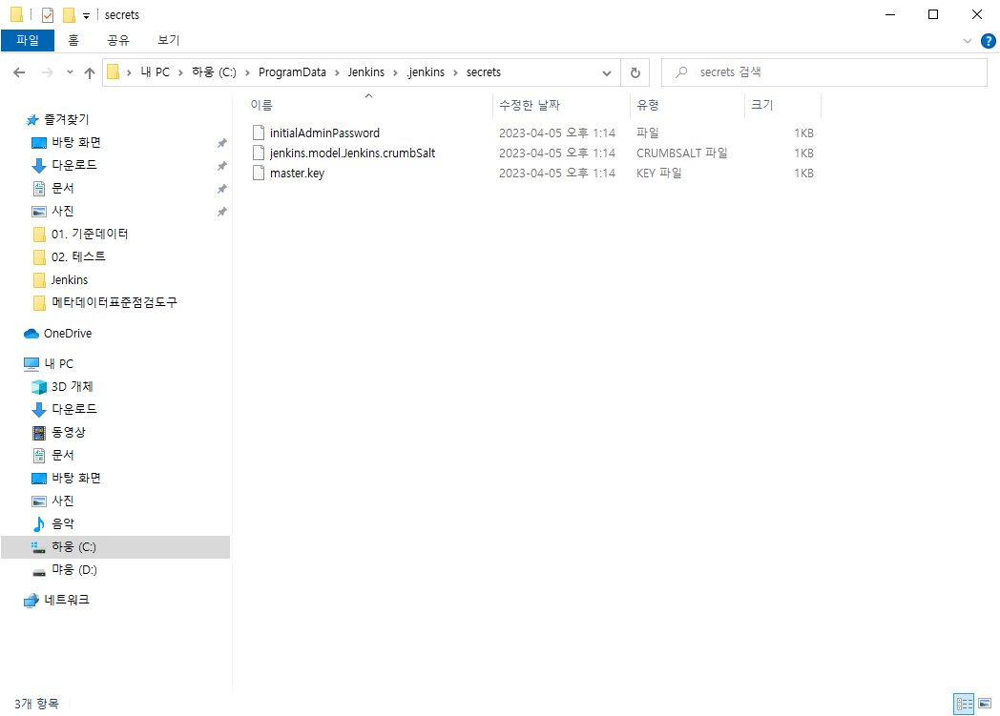 secrets
파일 홈 공유 보기
내 PC 하웅 (C:) ProgramData Jenkins .jenkins secrets
secrets 검색
이름 수정한 날짜 유형 크기
initialAdminPassword 2023-04-05 오후 1:14 파일 1KB
jenkins.model.Jenkins.crumbSalt 2023-04-05 오후 1:14 CRUMBSALT 파일 1KB
master.key 2023-04-05 오후 1:14 KEY 파일 1KB
즐겨찾기
바탕 화면
다운로드
문서
사진
01. 기준데이터
02. 테스트
Jenkins
메타데이터표준점검도구
OneDrive
내 PC
3D 개체
다운로드
동영상
문서
바탕 화면
사진
음악
하웅 (C:)
먀웅 (D:)
네트워크
3개 항목